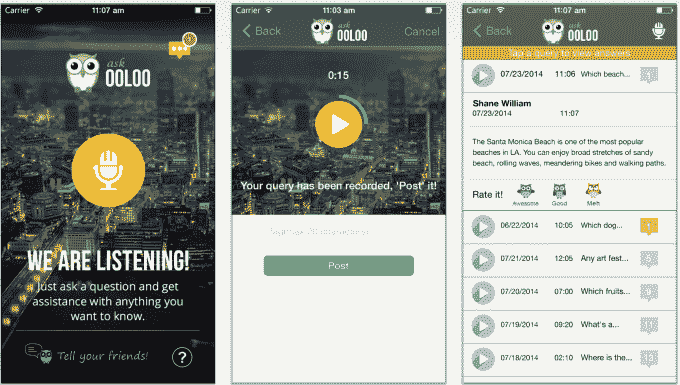 Carrier 11:07 am
ask
OOLOO
WE ARE LISTENING!
Just ask a question and get
assistance with anything you
want to know.
Tell your friends!
?
Carrier 11:03 am
Back
ask
OOLOO
Cancel
0:15
Your query has been recorded, 'Post' it!
Post
Carrier 11:07 am
Back
ask
OOLOO
07/23/2014 11:06 Which beach...
Shane William
07/23/2014 11:07
The Santa Monica Beach is one of the most popular
beaches in LA. You can enjoy broad stretches of sandy
beach, rolling waves, meandering bikes and walking paths.
Rate it!
Awesome Good Meh
06/22/2014 10:05 Which dog...
07/21/2014 12:05 Any art fest...
07/20/2014 07:00 Which fruits...
07/19/2014 09:20 What's a...
07/18/2014 02:10 Where is the...